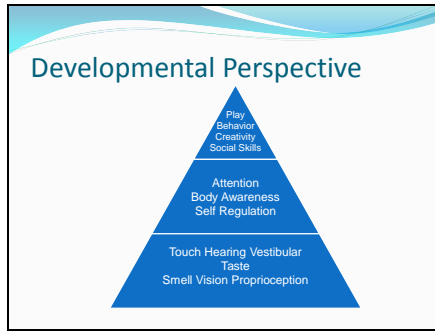 Developmental Perspective
Play
Behavior
Creativity
Social Skills
Attention
Body Awareness
Self Regulation
Touch Hearing Vestibular
Taste
Smell Vision Proprioception